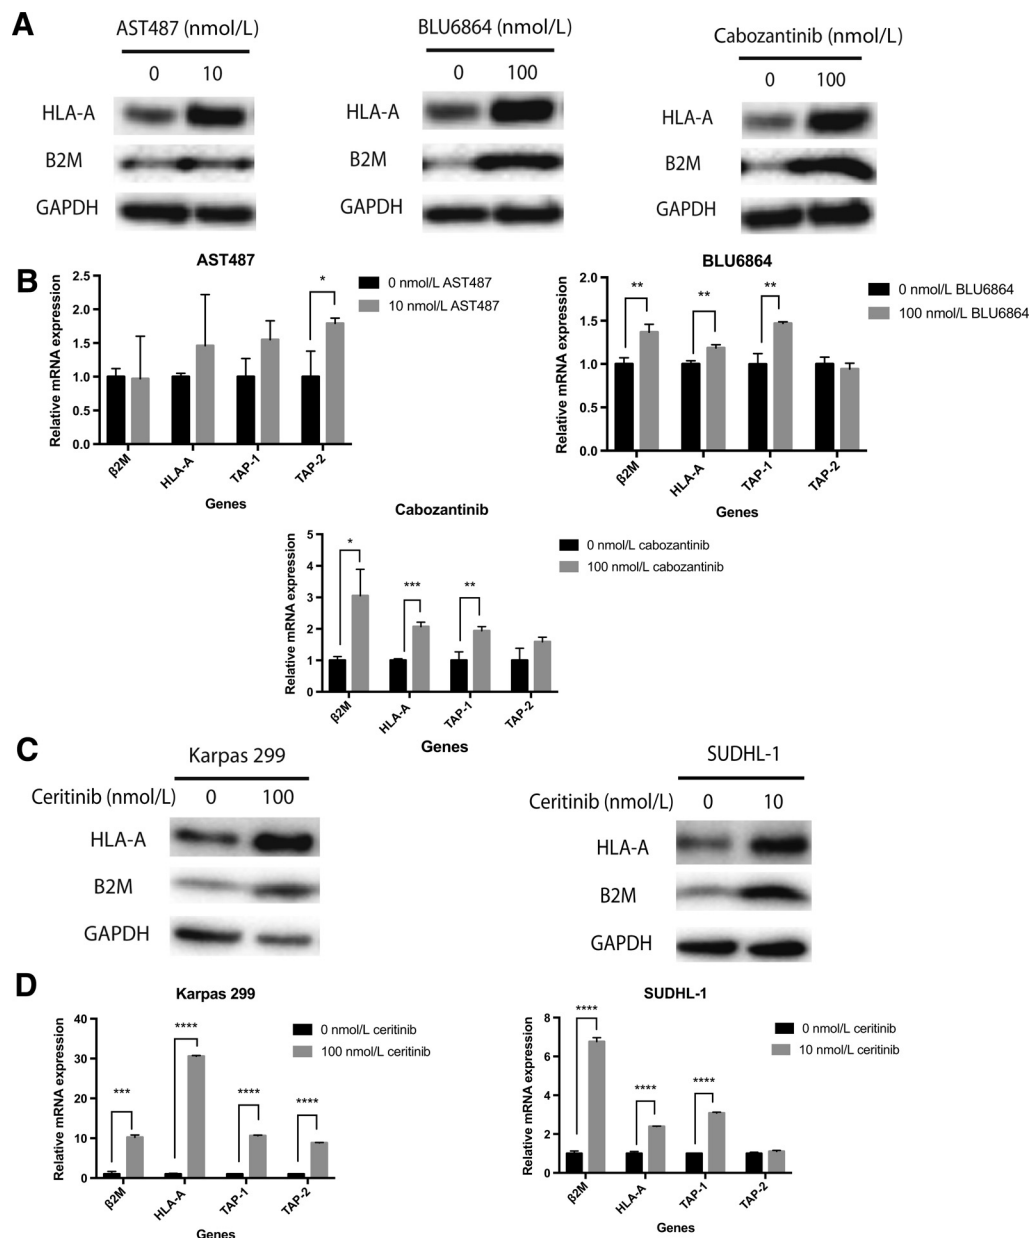 A
AST487 (nmol/L)
0 10
HLA-A
B2M
GAPDH
BLU6864 (nmol/L)
0 100
HLA-A
B2M
GAPDH
Cabozantinib (nmol/L)
0 100
HLA-A
B2M
GAPDH
B
AST487
Relative mRNA expression
2.5
2.0
1.5
1.0
0.5
0.0
*
0 nmol/L AST487
10 nmol/L AST487
β2M HLA-A TAP-1 TAP-2
Genes
BLU6864
Relative mRNA expression
2.0
1.5
1.0
0.5
0.0
** ** **
0 nmol/L BLU6864
100 nmol/L BLU6864
β2M HLA-A TAP-1 TAP-2
Genes
Cabozantinib
Relative mRNA expression
5
4
3
2
1
0
* *** **
0 nmol/L cabozantinib
100 nmol/L cabozantinib
β2M HLA-A TAP-1 TAP-2
Genes
C
Karpas 299
Ceritinib (nmol/L) 0 100
HLA-A
B2M
GAPDH
SUDHL-1
Ceritinib (nmol/L) 0 10
HLA-A
B2M
GAPDH
D
Karpas 299
Relative mRNA expression
40
30
20
10
0
*** **** **** ****
0 nmol/L ceritinib
100 nmol/L ceritinib
β2M HLA-A TAP-1 TAP-2
Genes
SUDHL-1
Relative mRNA expression
8
6
4
2
0
**** **** ****
0 nmol/L ceritinib
10 nmol/L ceritinib
β2M HLA-A TAP-1 TAP-2
Genes